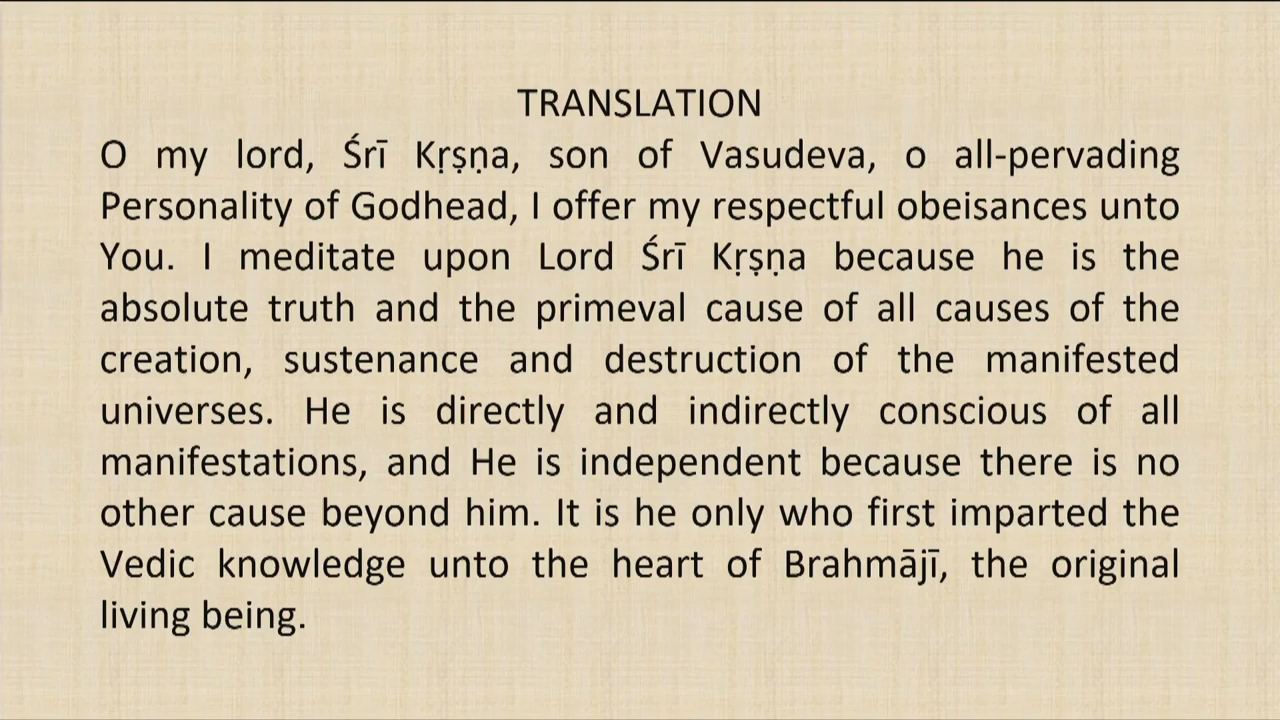 TRANSLATION
O my lord, Śrī Kṛṣṇa, son of Vasudeva, o all-pervading
Personality of Godhead, I offer my respectful obeisances unto
You. I meditate upon Lord Śrī Kṛṣṇa because he is the
absolute truth and the primeval cause of all causes of the
creation, sustenance and destruction of the manifested
universes. He is directly and indirectly conscious of all
manifestations, and He is independent because there is no
other cause beyond him. It is he only who first imparted the
Vedic knowledge unto the heart of Brahmājī, the original
living being.